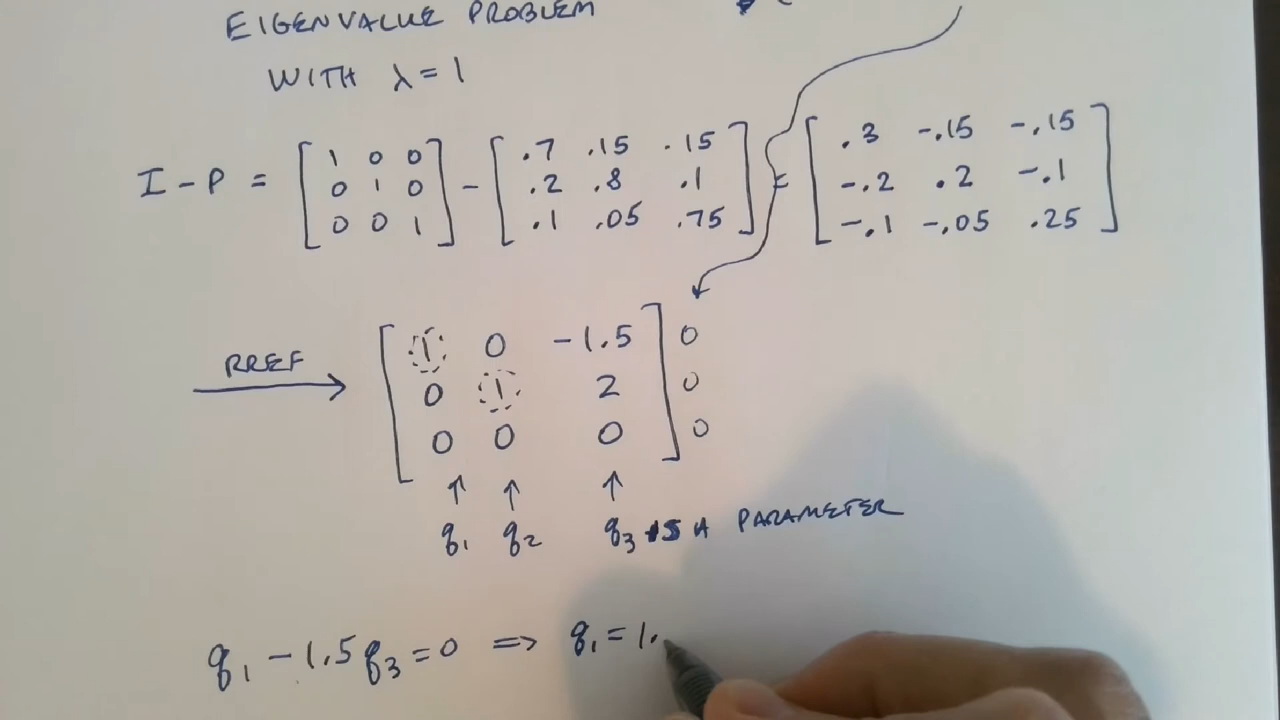 EIGENVALUE PROBLEM
WITH λ = 1
I - P = [1 0 0] - [.7 .15 .15] = [.3 -.15 -.15]
[0 1 0] [.2 .8 .1] [-.2 .2 -.1]
[0 0 1] [.1 .05 .75] [-.1 -.05 .25]
RREF → [1 0 -1.5] 0
[0 1 2] 0
[0 0 0] 0
↑ ↑ ↑
q₁ q₂ q₃ IS A PARAMETER
q₁ - 1.5q₃ = 0 => q₁ = 1.